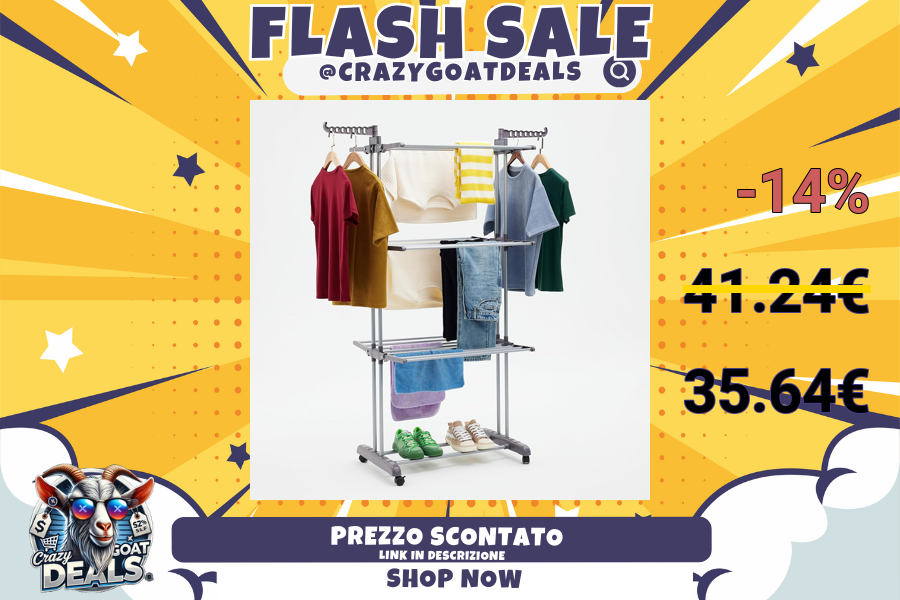 FLASH SALE
@CRAZYGOATDEALS
-14%
41.24€
35.64€
$
Crazy
GOAT
DEALS
PREZZO SCONTATO
LINK IN DESCRIZIONE
SHOP NOW